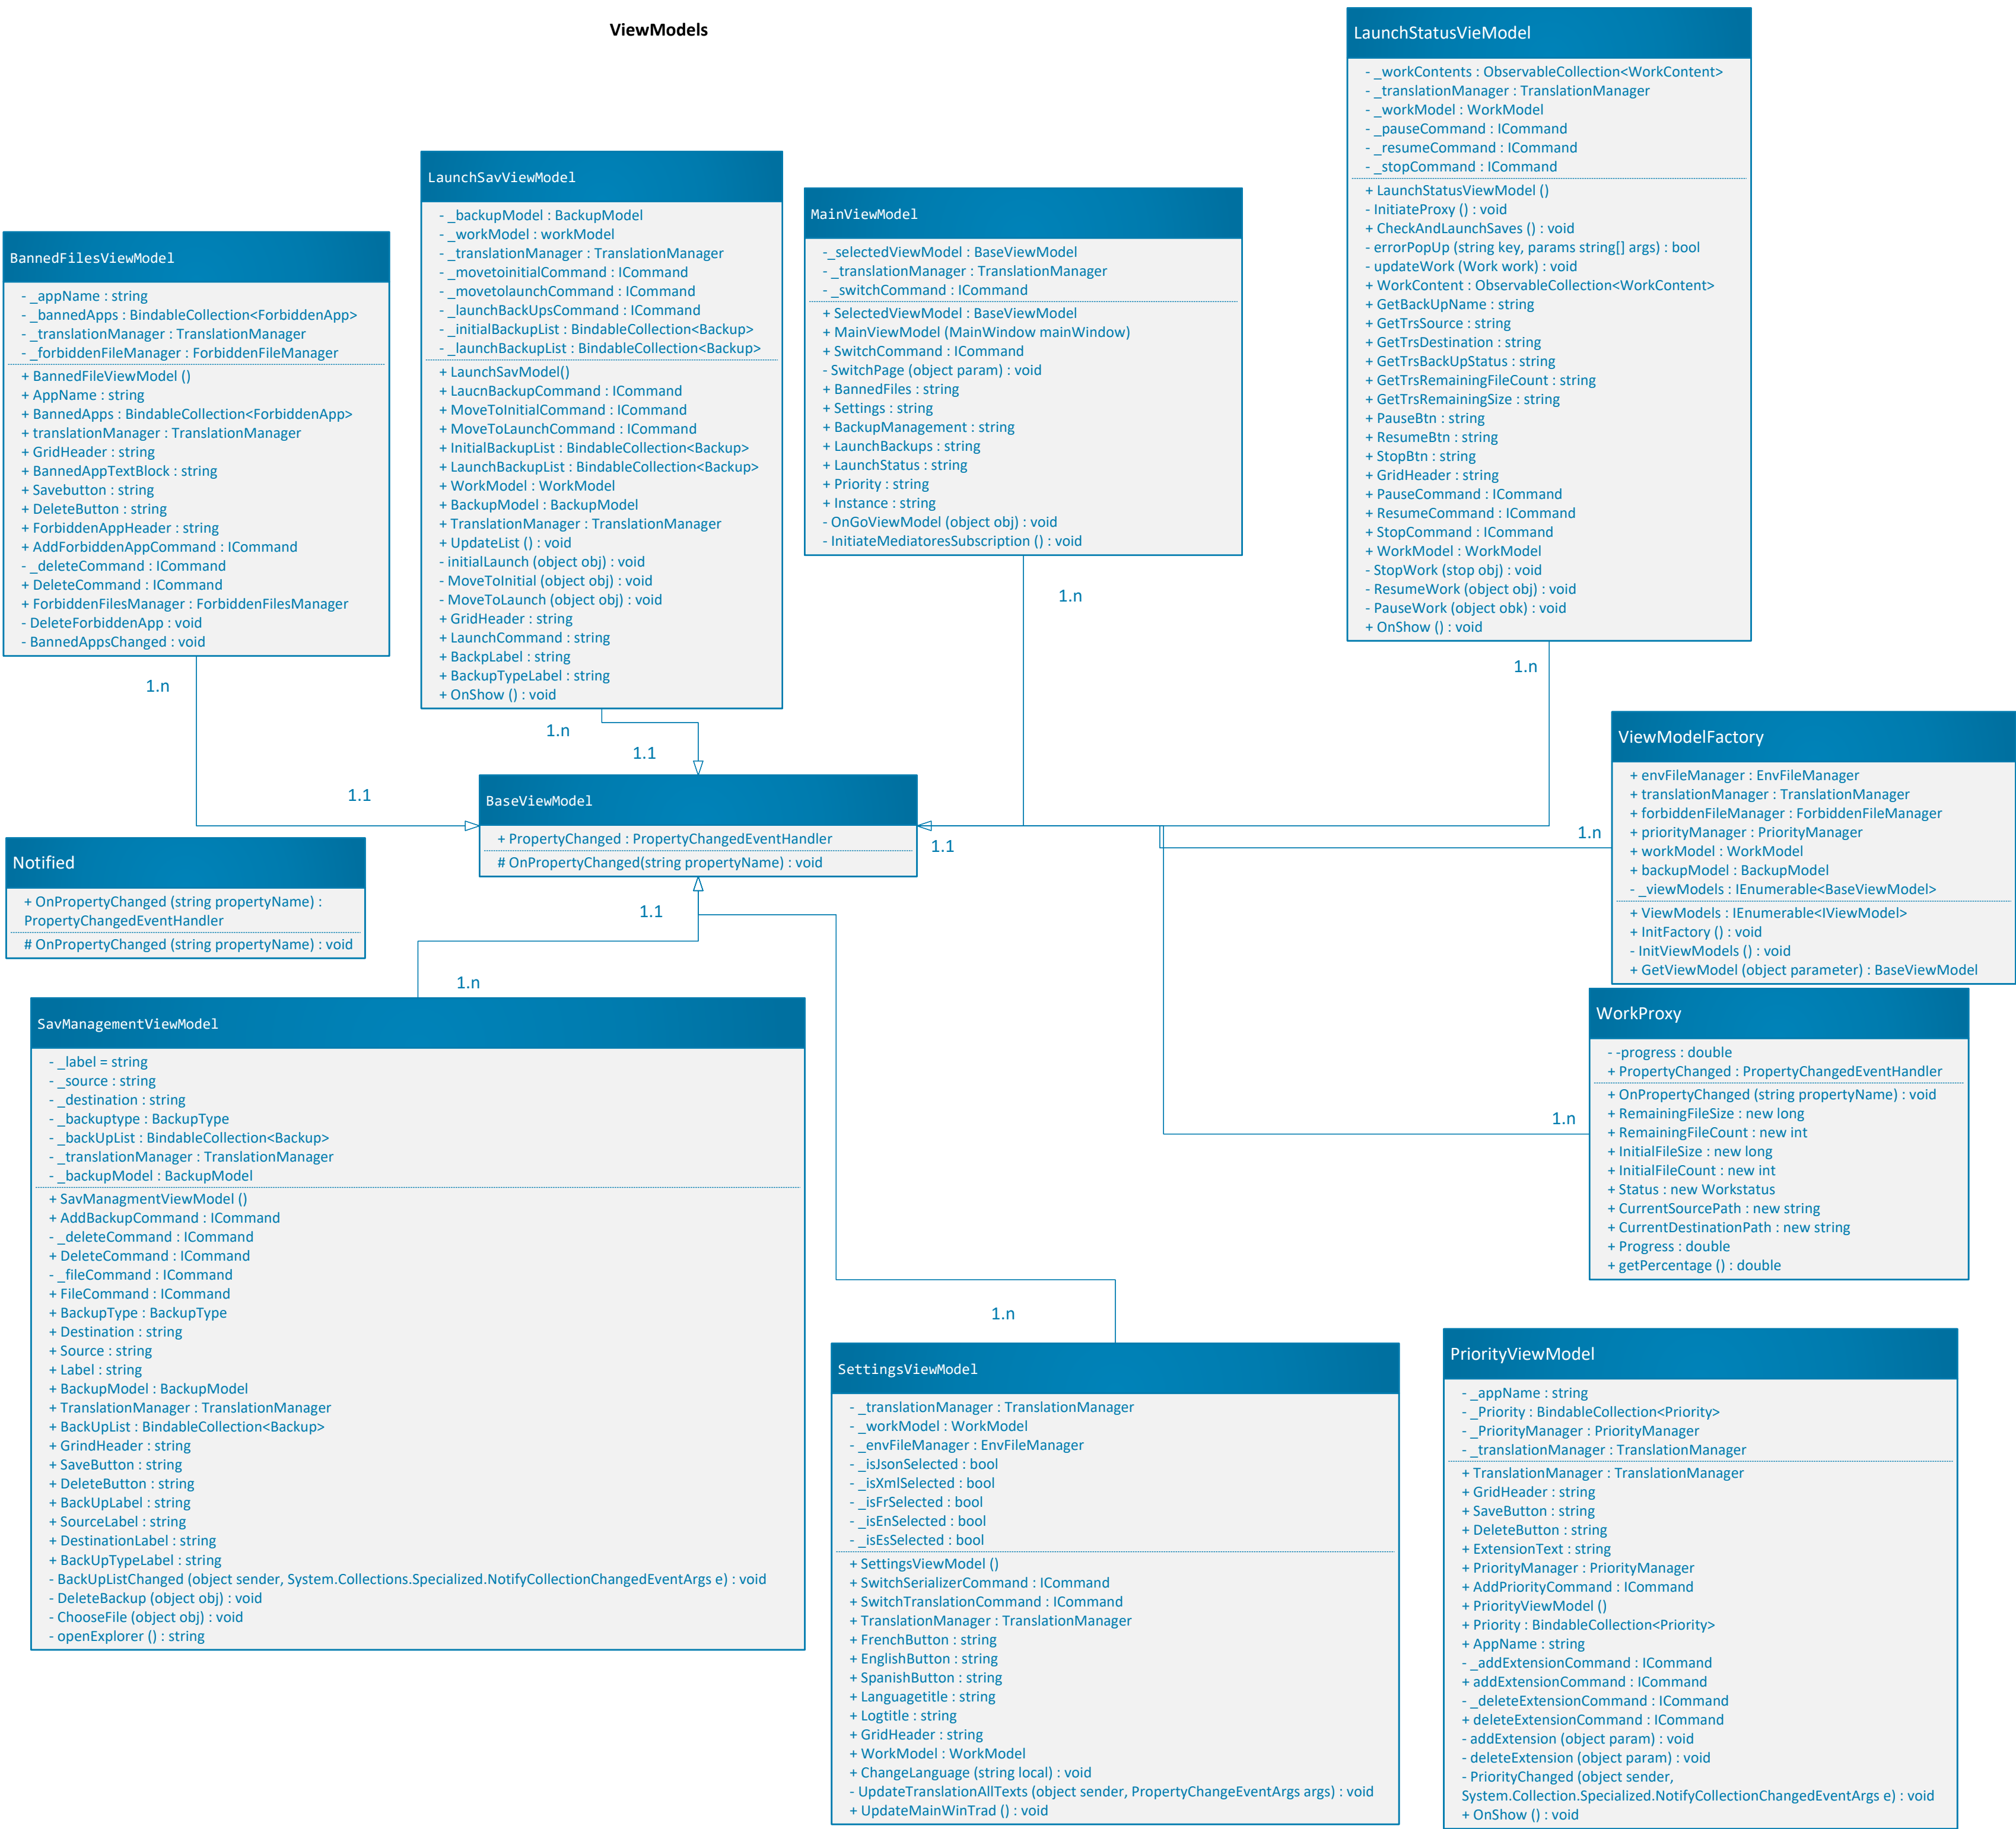 ViewModels
LaunchStatusVieModel
- _workContents : ObservableCollection<WorkContent>
- _translationManager : TranslationManager
- _workModel : WorkModel
- _pauseCommand : ICommand
- _resumeCommand : ICommand
- _stopCommand : ICommand
+ LaunchStatusViewModel ()
- InitiateProxy () : void
+ CheckAndLaunchSaves () : void
- errorPopUp (string key, params string[] args) : bool
- updateWork (Work work) : void
+ WorkContent : ObservableCollection<WorkContent>
+ GetBackUpName : string
+ GetTrsSource : string
+ GetTrsDestination : string
+ GetTrsBackUpStatus : string
+ GetTrsRemainingFileCount : string
+ GetTrsRemainingSize : string
+ PauseBtn : string
+ ResumeBtn : string
+ StopBtn : string
+ GridHeader : string
+ PauseCommand : ICommand
+ ResumeCommand : ICommand
+ StopCommand : ICommand
+ WorkModel : WorkModel
- StopWork (stop obj) : void
- ResumeWork (object obj) : void
- PauseWork (object obk) : void
+ OnShow () : void
1.n
LaunchSavViewModel
- _backupModel : BackupModel
- _workModel : workModel
- _translationManager : TranslationManager
- _movetoinitialCommand : ICommand
- _movetolaunchCommand : ICommand
- _launchBackUpsCommand : ICommand
- _initialBackupList : BindableCollection<Backup>
- _launchBackupList : BindableCollection<Backup>
+ LaunchSavModel()
+ LaucnBackupCommand : ICommand
+ MoveToInitialCommand : ICommand
+ MoveToLaunchCommand : ICommand
+ InitialBackupList : BindableCollection<Backup>
+ LaunchBackupList : BindableCollection<Backup>
+ WorkModel : WorkModel
+ BackupModel : BackupModel
+ TranslationManager : TranslationManager
+ UpdateList () : void
- initialLaunch (object obj) : void
- MoveToInitial (object obj) : void
- MoveToLaunch (object obj) : void
+ GridHeader : string
+ LaunchCommand : string
+ BackpLabel : string
+ BackupTypeLabel : string
+ OnShow () : void
1.n
1.1
MainViewModel
- _selectedViewModel : BaseViewModel
- _translationManager : TranslationManager
- _switchCommand : ICommand
+ SelectedViewModel : BaseViewModel
+ MainViewModel (MainWindow mainWindow)
+ SwitchCommand : ICommand
- SwitchPage (object param) : void
+ BannedFiles : string
+ Settings : string
+ BackupManagement : string
+ LaunchBackups : string
+ LaunchStatus : string
+ Priority : string
+ Instance : string
- OnGoViewModel (object obj) : void
- InitiateMediatoresSubscription () : void
1.n
BannedFilesViewModel
- _appName : string
- _bannedApps : BindableCollection<ForbiddenApp>
- _translationManager : TranslationManager
- _forbiddenFileManager : ForbiddenFileManager
+ BannedFileViewModel ()
+ AppName : string
+ BannedApps : BindableCollection<ForbiddenApp>
+ translationManager : TranslationManager
+ GridHeader : string
+ BannedAppTextBlock : string
+ Savebutton : string
+ DeleteButton : string
+ ForbiddenAppHeader : string
+ AddForbiddenAppCommand : ICommand
- _deleteCommand : ICommand
+ DeleteCommand : ICommand
+ ForbiddenFilesManager : ForbiddenFilesManager
- DeleteForbiddenApp : void
- BannedAppsChanged : void
1.n
1.1
BaseViewModel
+ PropertyChanged : PropertyChangedEventHandler
# OnPropertyChanged(string propertyName) : void
1.1
1.1
ViewModelFactory
+ envFileManager : EnvFileManager
+ translationManager : TranslationManager
+ forbiddenFileManager : ForbiddenFileManager
+ priorityManager : PriorityManager
+ workModel : WorkModel
+ backupModel : BackupModel
- _viewModels : IEnumerable<BaseViewModel>
+ ViewModels : IEnumerable<IViewModel>
+ InitFactory () : void
- InitViewModels () : void
+ GetViewModel (object parameter) : BaseViewModel
1.n
Notified
+ OnPropertyChanged (string propertyName) :
PropertyChangedEventHandler
# OnPropertyChanged (string propertyName) : void
1.n
SavManagementViewModel
- _label = string
- _source : string
- _destination : string
- _backuptype : BackupType
- _backUpList : BindableCollection<Backup>
- _translationManager : TranslationManager
- _backupModel : BackupModel
+ SavManagmentViewModel ()
+ AddBackupCommand : ICommand
- _deleteCommand : ICommand
+ DeleteCommand : ICommand
- _fileCommand : ICommand
+ FileCommand : ICommand
+ BackupType : BackupType
+ Destination : string
+ Source : string
+ Label : string
+ BackupModel : BackupModel
+ TranslationManager : TranslationManager
+ BackUpList : BindableCollection<Backup>
+ GrindHeader : string
+ SaveButton : string
+ DeleteButton : string
+ BackUpLabel : string
+ SourceLabel : string
+ DestinationLabel : string
+ BackUpTypeLabel : string
- BackUpListChanged (object sender, System.Collections.Specialized.NotifyCollectionChangedEventArgs e) : void
- DeleteBackup (object obj) : void
- ChooseFile (object obj) : void
- openExplorer () : string
WorkProxy
- -progress : double
+ PropertyChanged : PropertyChangedEventHandler
+ OnPropertyChanged (string propertyName) : void
+ RemainingFileSize : new long
+ RemainingFileCount : new int
+ InitialFileSize : new long
+ InitialFileCount : new int
+ Status : new Workstatus
+ CurrentSourcePath : new string
+ CurrentDestinationPath : new string
+ Progress : double
+ getPercentage () : double
1.n
1.n
SettingsViewModel
- _translationManager : TranslationManager
- _workModel : WorkModel
- _envFileManager : EnvFileManager
- _isJsonSelected : bool
- _isXmlSelected : bool
- _isFrSelected : bool
- _isEnSelected : bool
- _isEsSelected : bool
+ SettingsViewModel ()
+ SwitchSerializerCommand : ICommand
+ SwitchTranslationCommand : ICommand
+ TranslationManager : TranslationManager
+ FrenchButton : string
+ EnglishButton : string
+ SpanishButton : string
+ Languagetitle : string
+ Logtitle : string
+ GridHeader : string
+ WorkModel : WorkModel
+ ChangeLanguage (string local) : void
- UpdateTranslationAllTexts (object sender, PropertyChangeEventArgs args) : void
+ UpdateMainWinTrad () : void
PriorityViewModel
- _appName : string
- _Priority : BindableCollection<Priority>
- _PriorityManager : PriorityManager
- _translationManager : TranslationManager
+ TranslationManager : TranslationManager
+ GridHeader : string
+ SaveButton : string
+ DeleteButton : string
+ ExtensionText : string
+ PriorityManager : PriorityManager
+ AddPriorityCommand : ICommand
+ PriorityViewModel ()
+ Priority : BindableCollection<Priority>
+ AppName : string
- _addExtensionCommand : ICommand
+ addExtensionCommand : ICommand
- _deleteExtensionCommand : ICommand
+ deleteExtensionCommand : ICommand
- addExtension (object param) : void
- deleteExtension (object param) : void
- PriorityChanged (object sender,
System.Collection.Specialized.NotifyCollectionChangedEventArgs e) : void
+ OnShow () : void